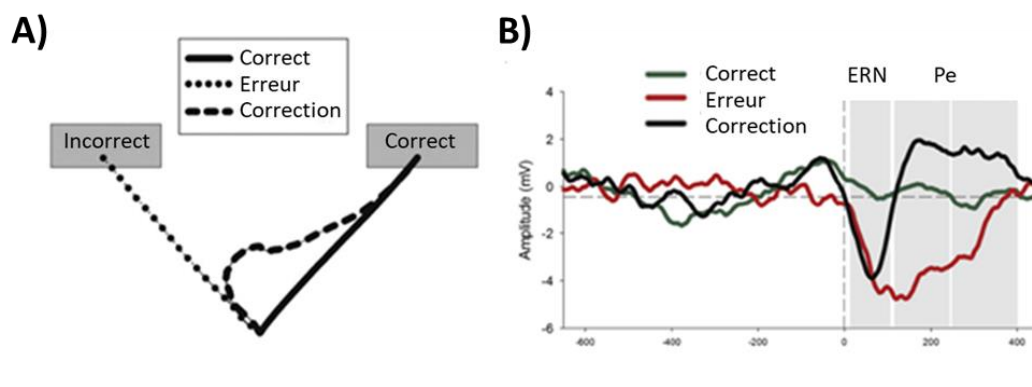 A)
Correct
Erreur
Correction
Incorrect
Correct
B)
Correct
Erreur
Correction
ERN
Pe
Amplitude (mV)
4
2
0
-2
-4
-6
-600
-400
-200
0
200
400